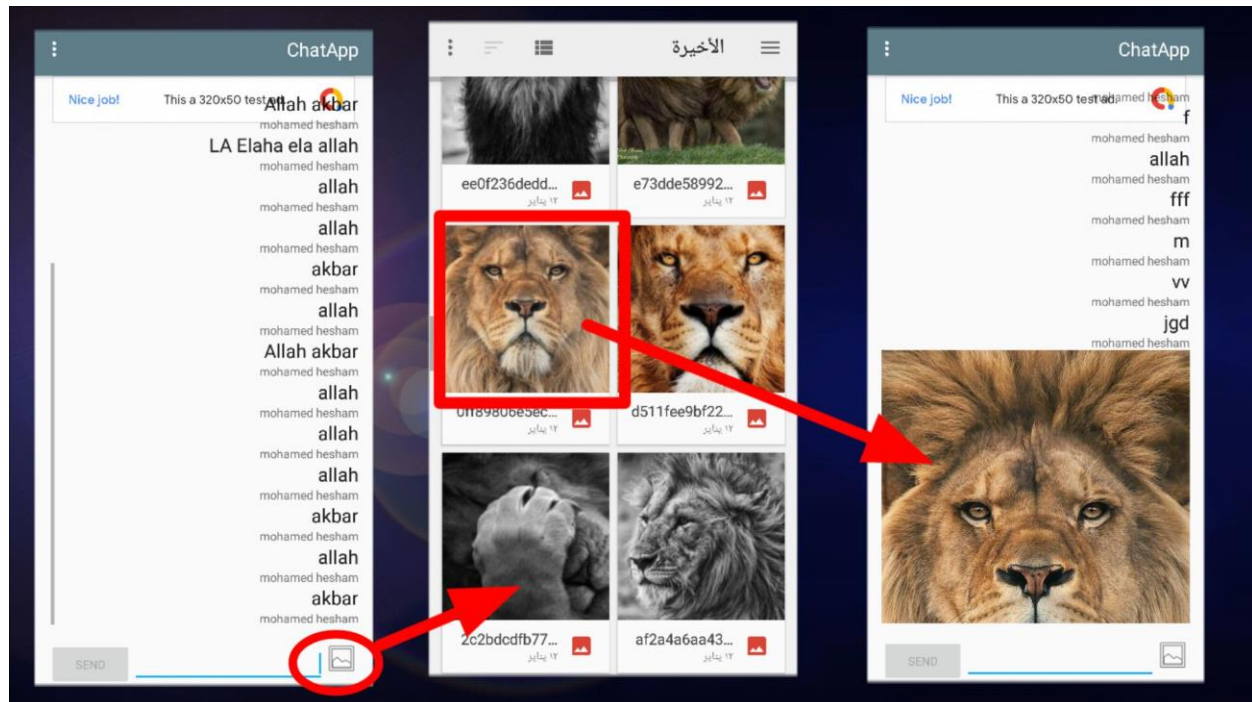 ChatApp
Nice job! This a 320x50 test ad.
Allah akbar
mohamed hesham
LA Elaha ela allah
mohamed hesham
allah
mohamed hesham
allah
mohamed hesham
akbar
mohamed hesham
allah
mohamed hesham
Allah akbar
mohamed hesham
allah
mohamed hesham
allah
mohamed hesham
allah
mohamed hesham
akbar
mohamed hesham
allah
mohamed hesham
akbar
mohamed hesham
SEND
الأخيرة
ee0f236dedd...
١٢ يناير
e73dde58992...
١٢ يناير
0ff89806e5ec...
١٢ يناير
d511fee9bf22...
١٢ يناير
2c2bdcdfb77...
١٢ يناير
af2a4a6aa43...
١٢ يناير
ChatApp
Nice job! This a 320x50 test ad.
mohamed hesham
f
mohamed hesham
allah
mohamed hesham
fff
mohamed hesham
m
mohamed hesham
vv
mohamed hesham
jgd
mohamed hesham
SEND